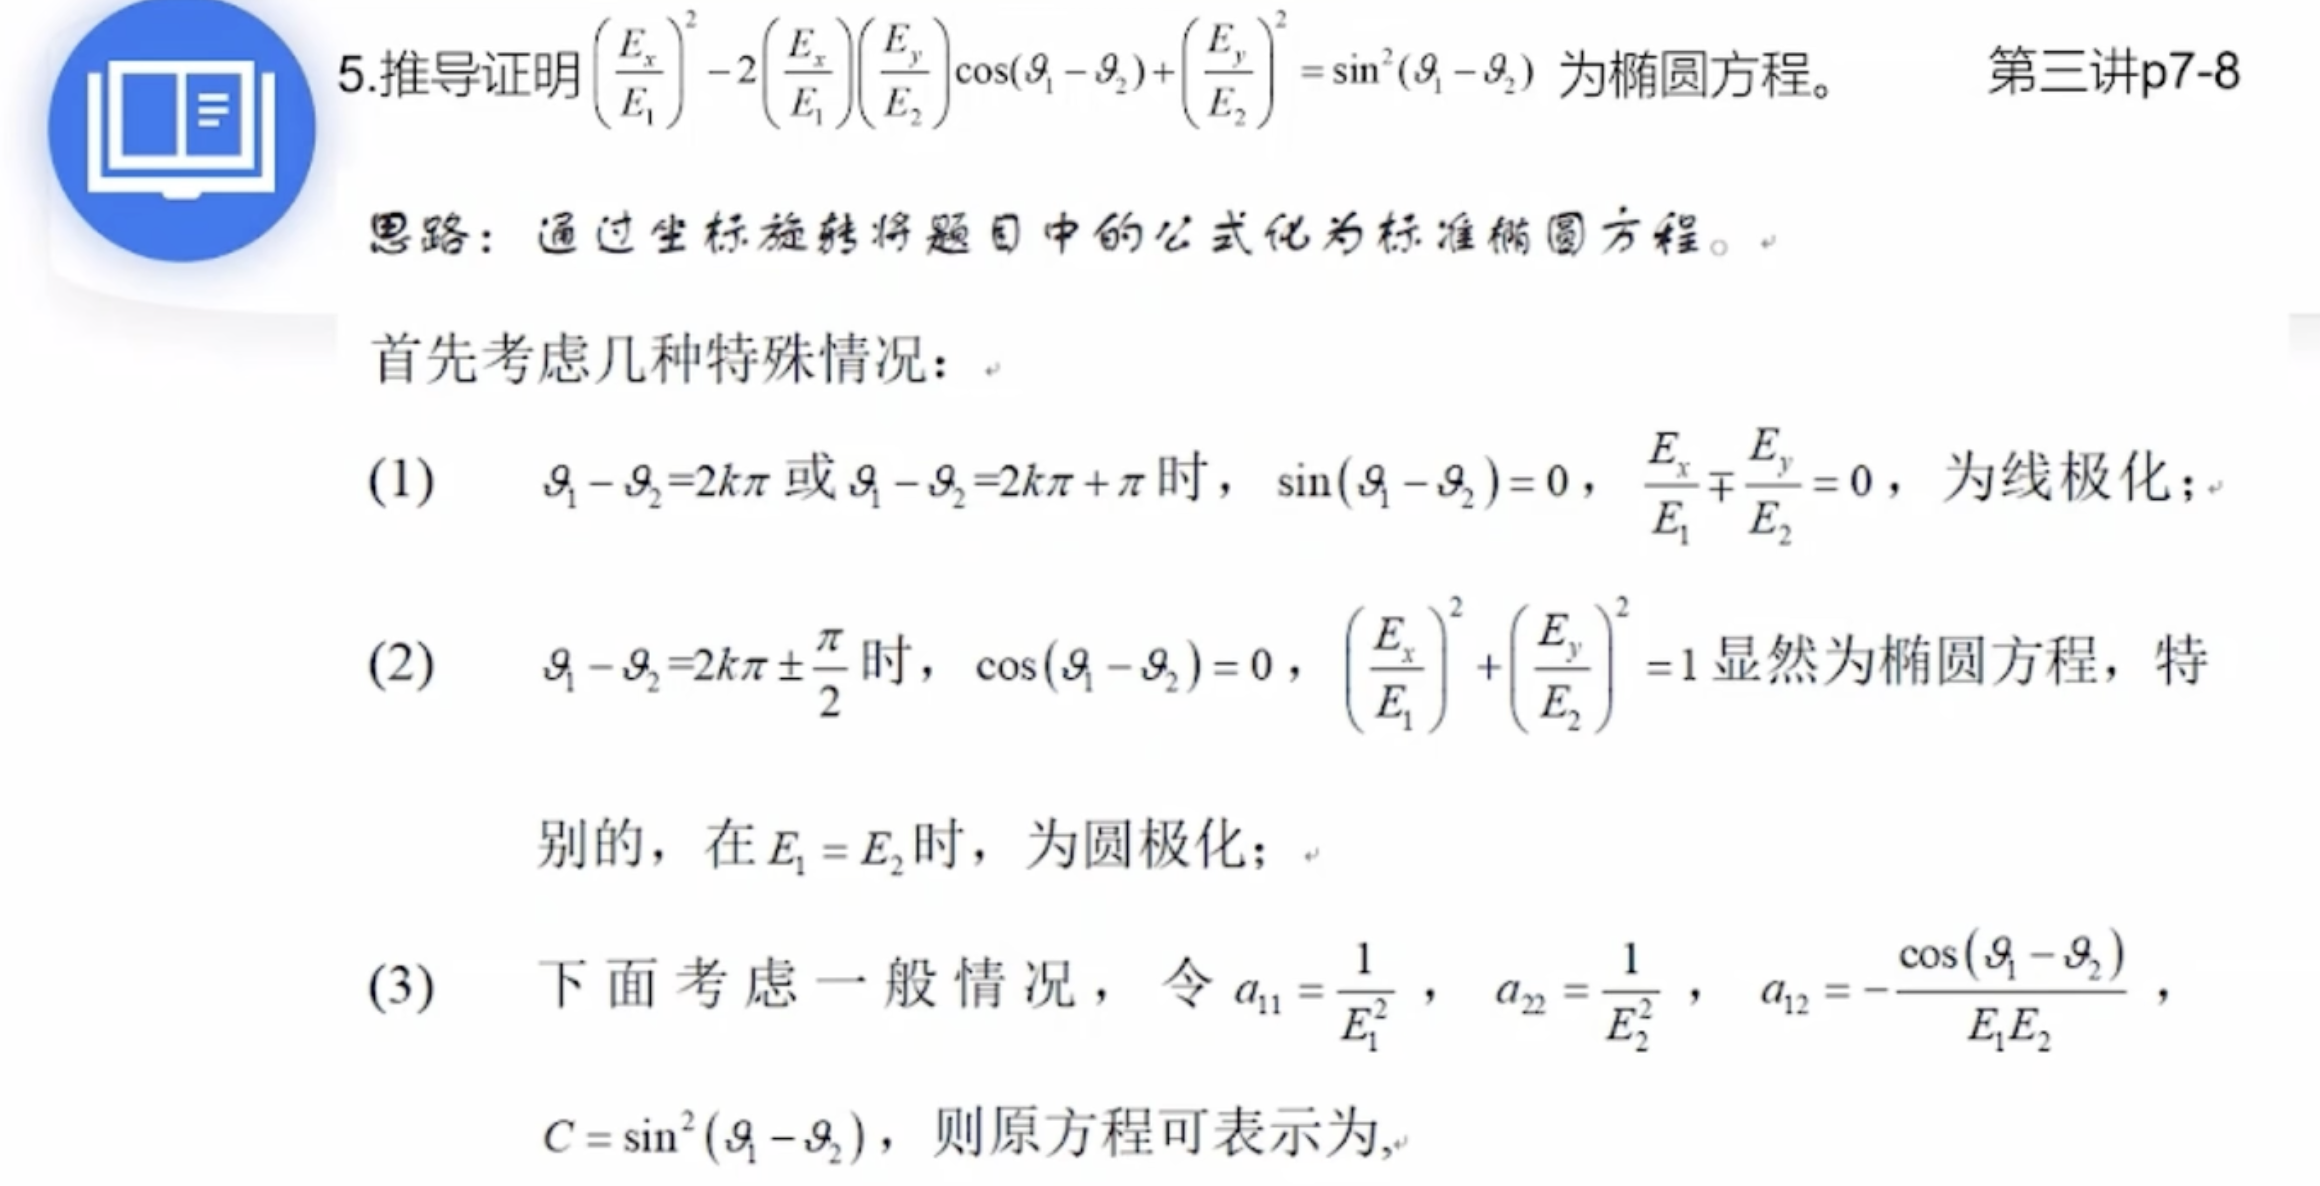 5.推导证明 $\left(\frac{E_x}{E_1}\right)^2-2\left(\frac{E_x}{E_1}\right)\left(\frac{E_y}{E_2}\right)\cos(\vartheta_1-\vartheta_2)+\left(\frac{E_y}{E_2}\right)^2=\sin^2(\vartheta_1-\vartheta_2)$ 为椭圆方程。 第三讲p7-8
思路：通过坐标旋转将题目中的公式化为标准椭圆方程。
首先考虑几种特殊情况：
(1) $\vartheta_1-\vartheta_2=2k\pi$ 或 $\vartheta_1-\vartheta_2=2k\pi+\pi$ 时，$\sin(\vartheta_1-\vartheta_2)=0$，$\frac{E_x}{E_1}\mp\frac{E_y}{E_2}=0$，为线极化；
(2) $\vartheta_1-\vartheta_2=2k\pi\pm\frac{\pi}{2}$ 时，$\cos(\vartheta_1-\vartheta_2)=0$，$\left(\frac{E_x}{E_1}\right)^2+\left(\frac{E_y}{E_2}\right)^2=1$ 显然为椭圆方程，特
别的，在 $E_1=E_2$ 时，为圆极化；
(3) 下面考虑一般情况，令 $a_{11}=\frac{1}{E_1^2}$，$a_{22}=\frac{1}{E_2^2}$，$a_{12}=-\frac{\cos(\vartheta_1-\vartheta_2)}{E_1E_2}$，
$C=\sin^2(\vartheta_1-\vartheta_2)$，则原方程可表示为,